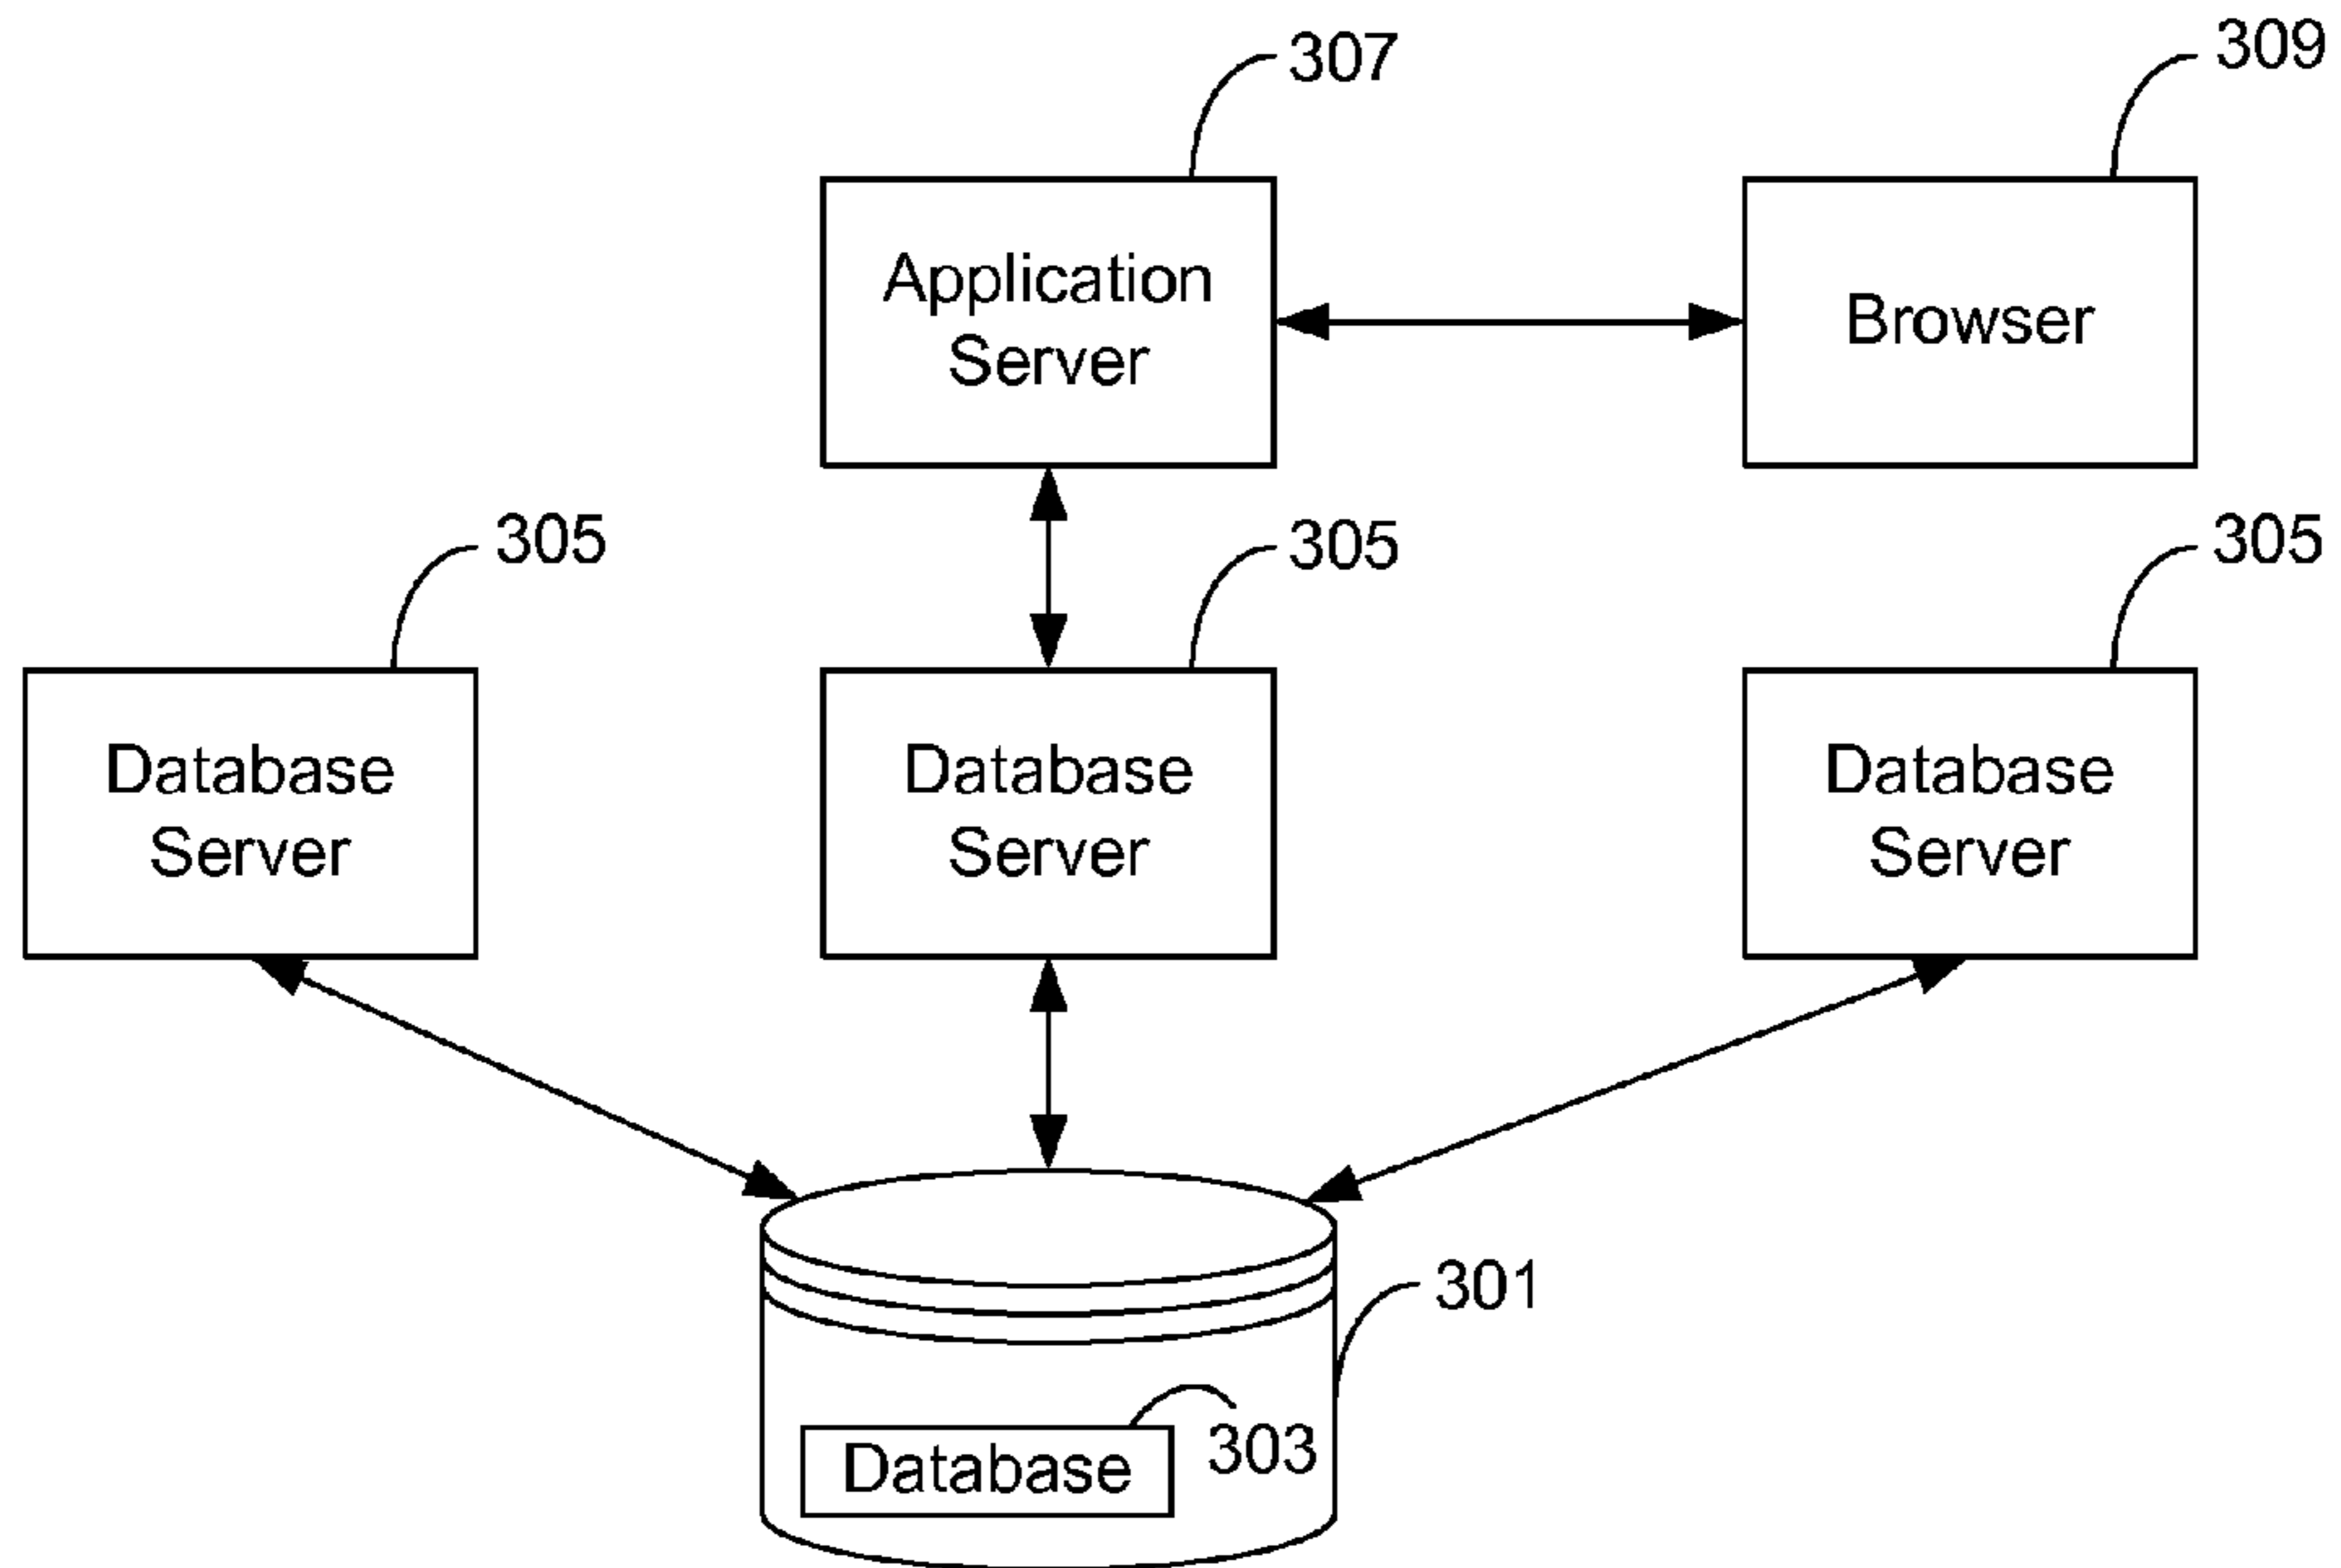 307
309
Application
Server
Browser
305
305
305
Database
Server
Database
Server
Database
Server
301
303
Database